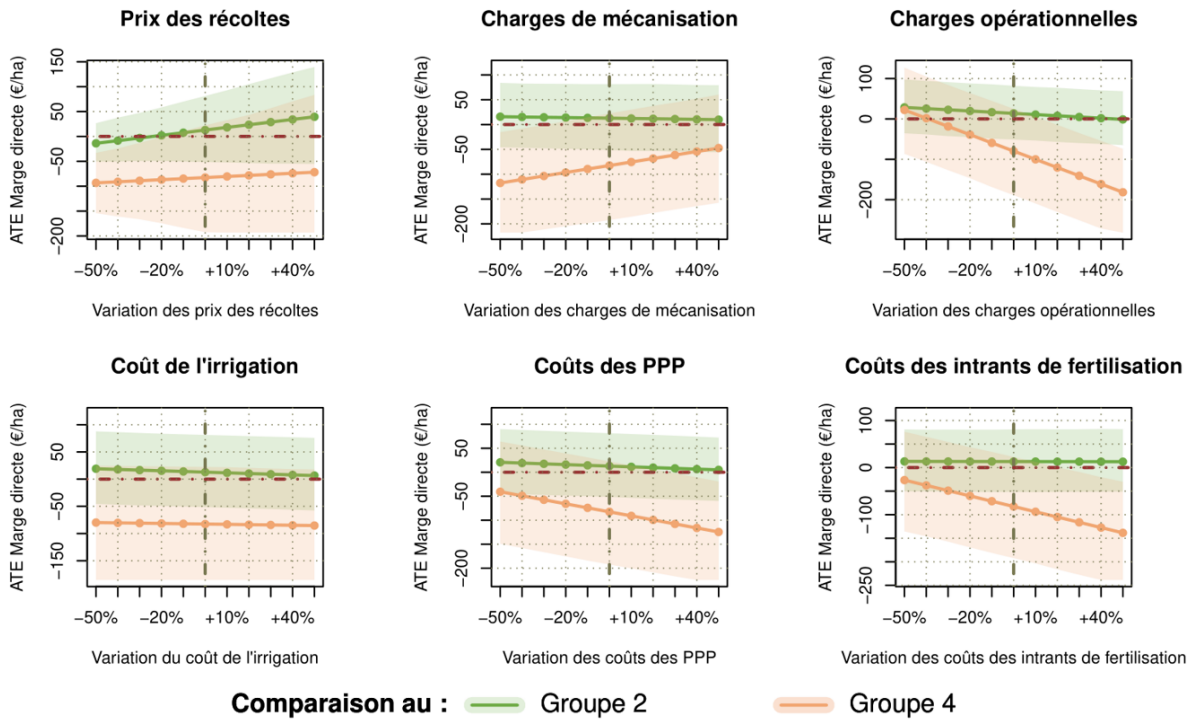 Prix des récoltes
ATE Marge directe (€/ha)
150
50
−50
−200
−50% −20% +10% +40%
Variation des prix des récoltes
Charges de mécanisation
ATE Marge directe (€/ha)
50
−50
−200
−50% −20% +10% +40%
Variation des charges de mécanisation
Charges opérationnelles
ATE Marge directe (€/ha)
100
0
−200
−50% −20% +10% +40%
Variation des charges opérationnelles
Coût de l'irrigation
ATE Marge directe (€/ha)
50
−50
−150
−50% −20% +10% +40%
Variation du coût de l'irrigation
Coûts des PPP
ATE Marge directe (€/ha)
50
−50
−200
−50% −20% +10% +40%
Variation des coûts des PPP
Coûts des intrants de fertilisation
ATE Marge directe (€/ha)
100
0
−100
−250
−50% −20% +10% +40%
Variation des coûts des intrants de fertilisation
Comparaison au : Groupe 2 Groupe 4